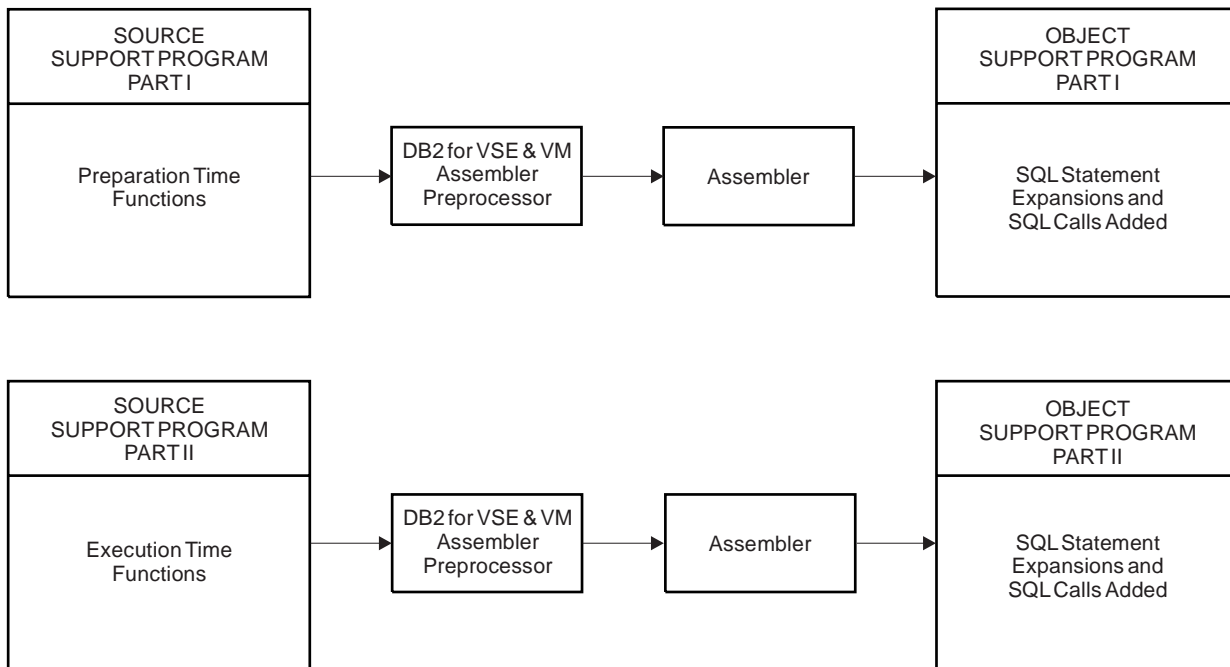 SOURCE
SUPPORT PROGRAM
PART I
Preparation Time
Functions
DB2 for VSE & VM
Assembler
Preprocessor
Assembler
OBJECT
SUPPORT PROGRAM
PART I
SQL Statement
Expansions and
SQL Calls Added
SOURCE
SUPPORT PROGRAM
PART II
Execution Time
Functions
DB2 for VSE & VM
Assembler
Preprocessor
Assembler
OBJECT
SUPPORT PROGRAM
PART II
SQL Statement
Expansions and
SQL Calls Added